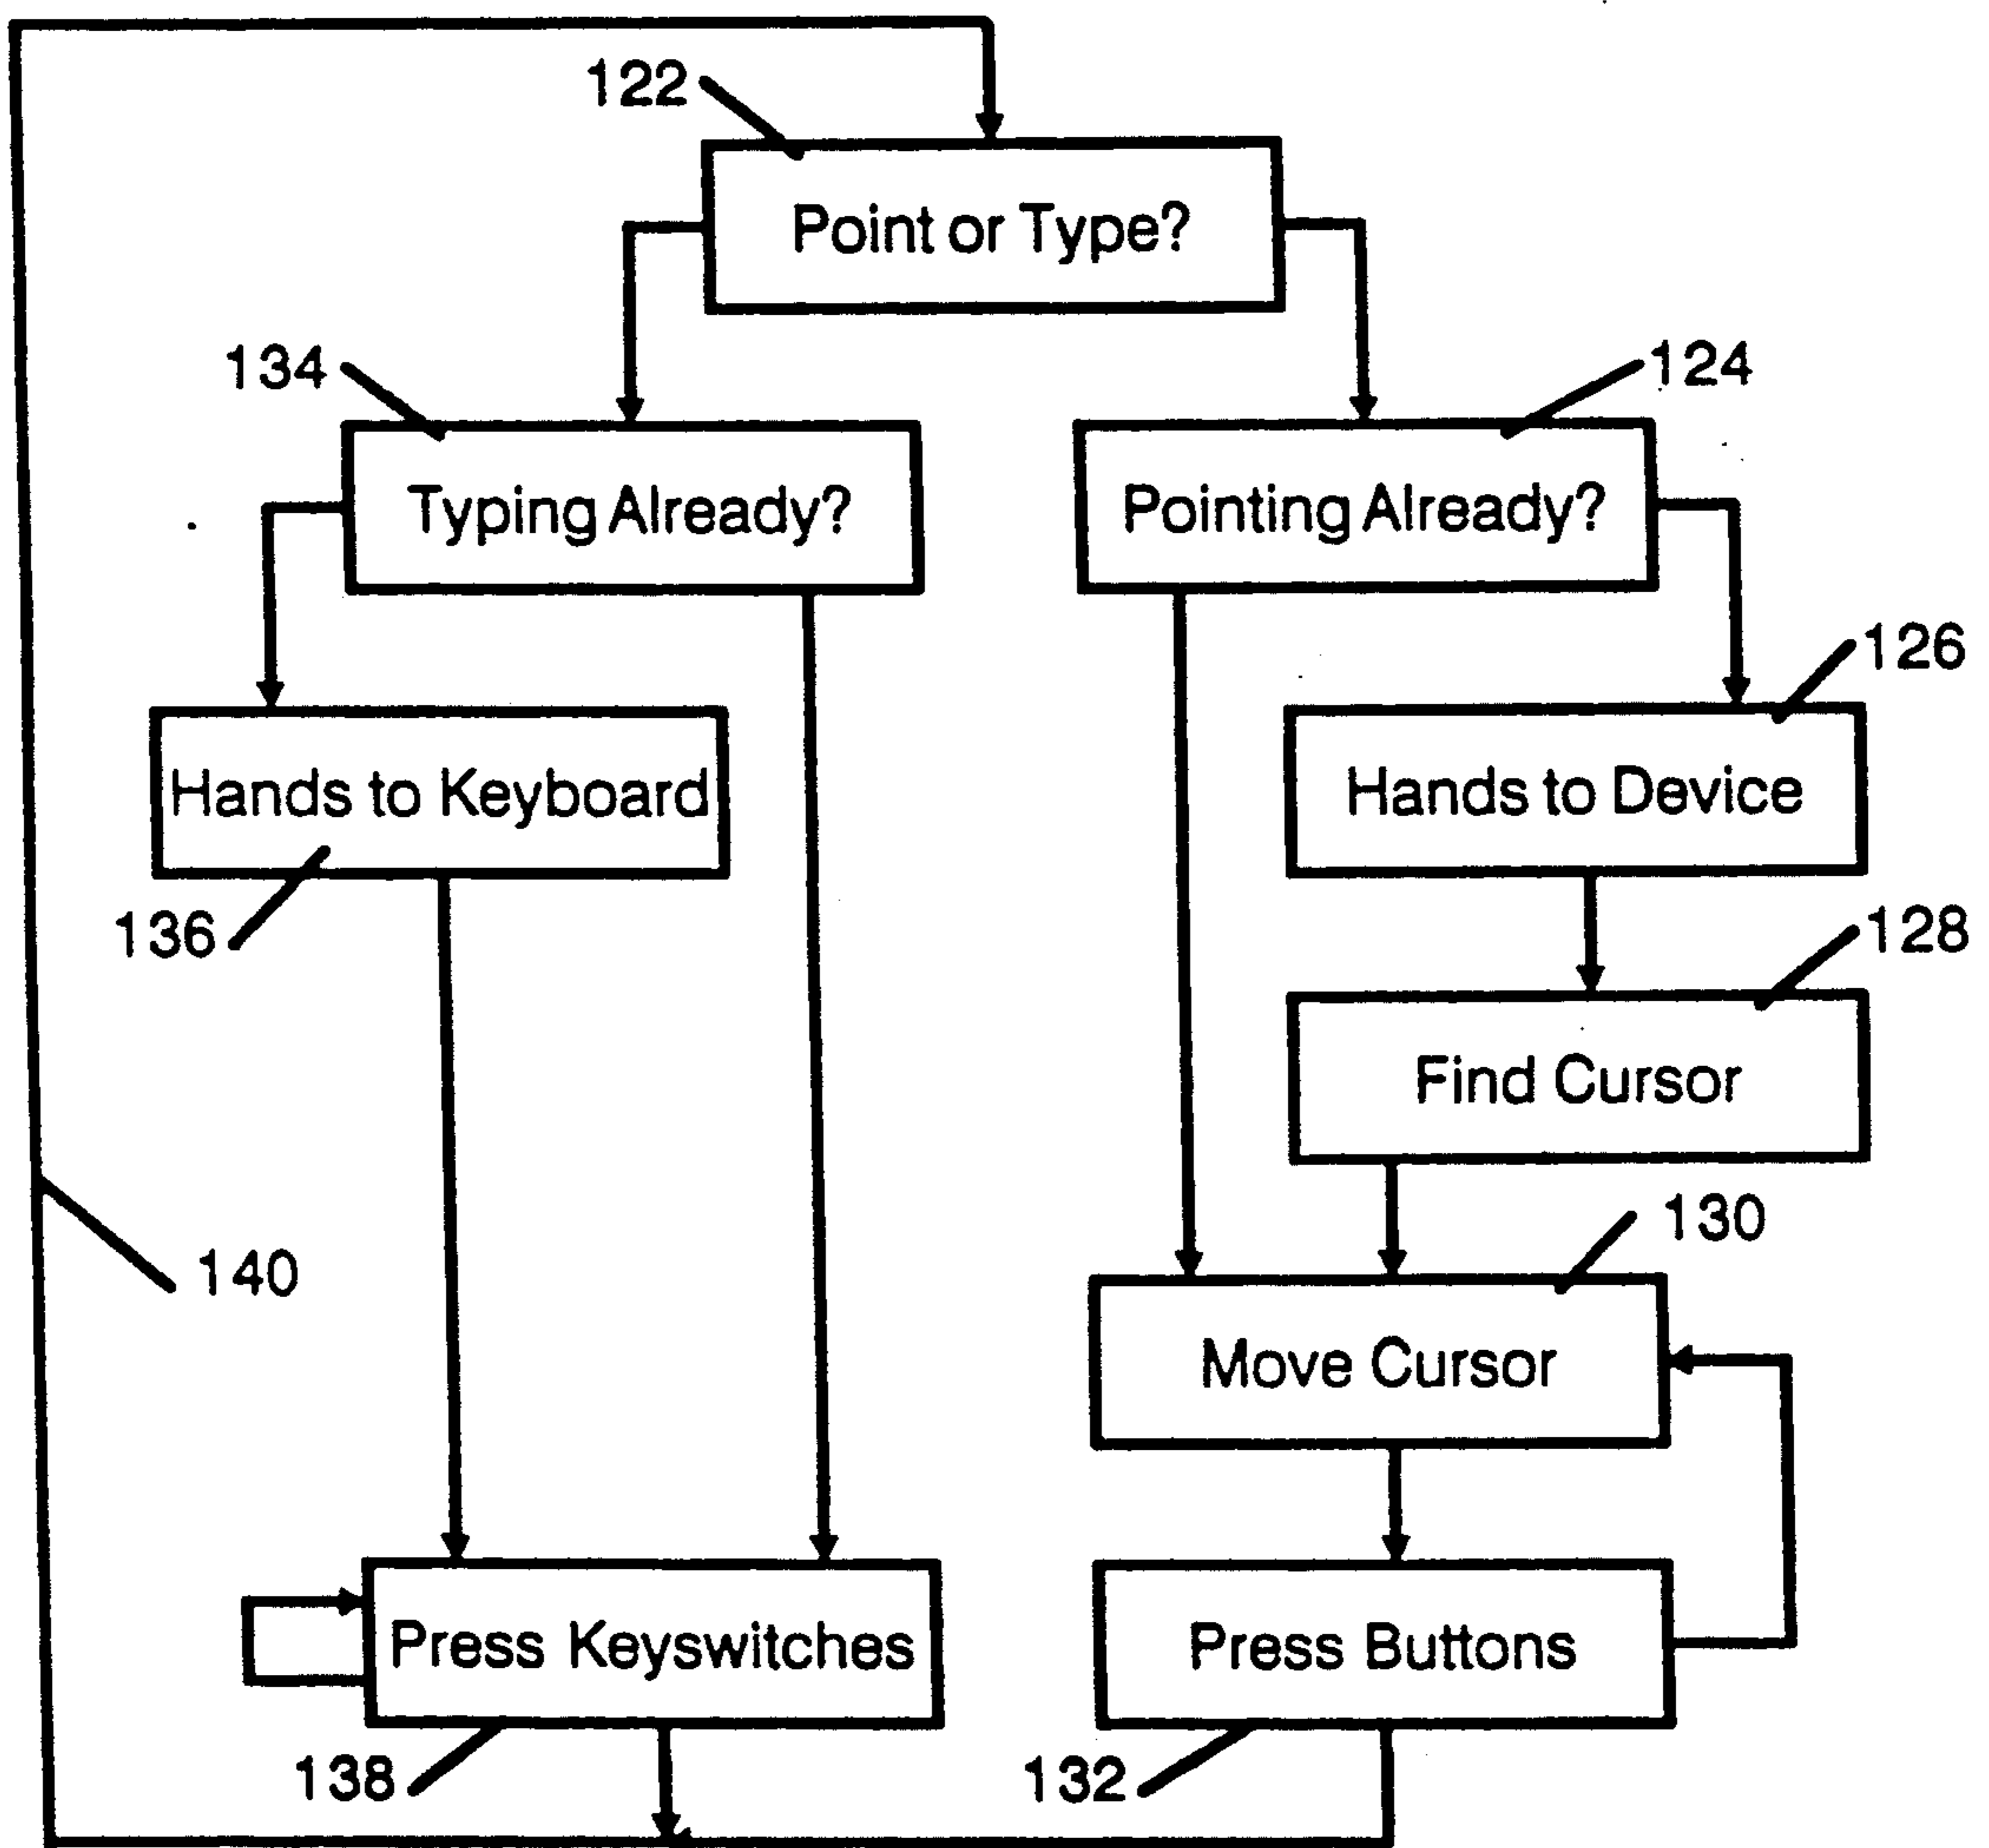 122
Point or Type?
134
124
Typing Already?
Pointing Already?
126
Hands to Keyboard
Hands to Device
136
128
Find Cursor
130
140
Move Cursor
Press Keyswitches
Press Buttons
138
132